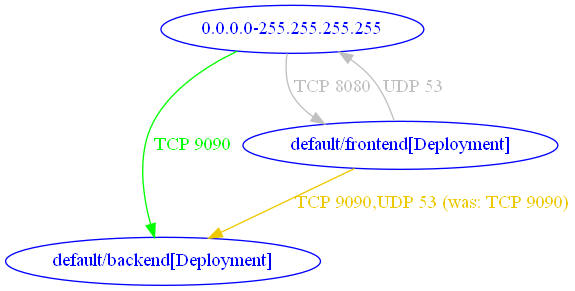 0.0.0.0-255.255.255.255
TCP 8080
UDP 53
TCP 9090
default/frontend[Deployment]
TCP 9090,UDP 53 (was: TCP 9090)
default/backend[Deployment]